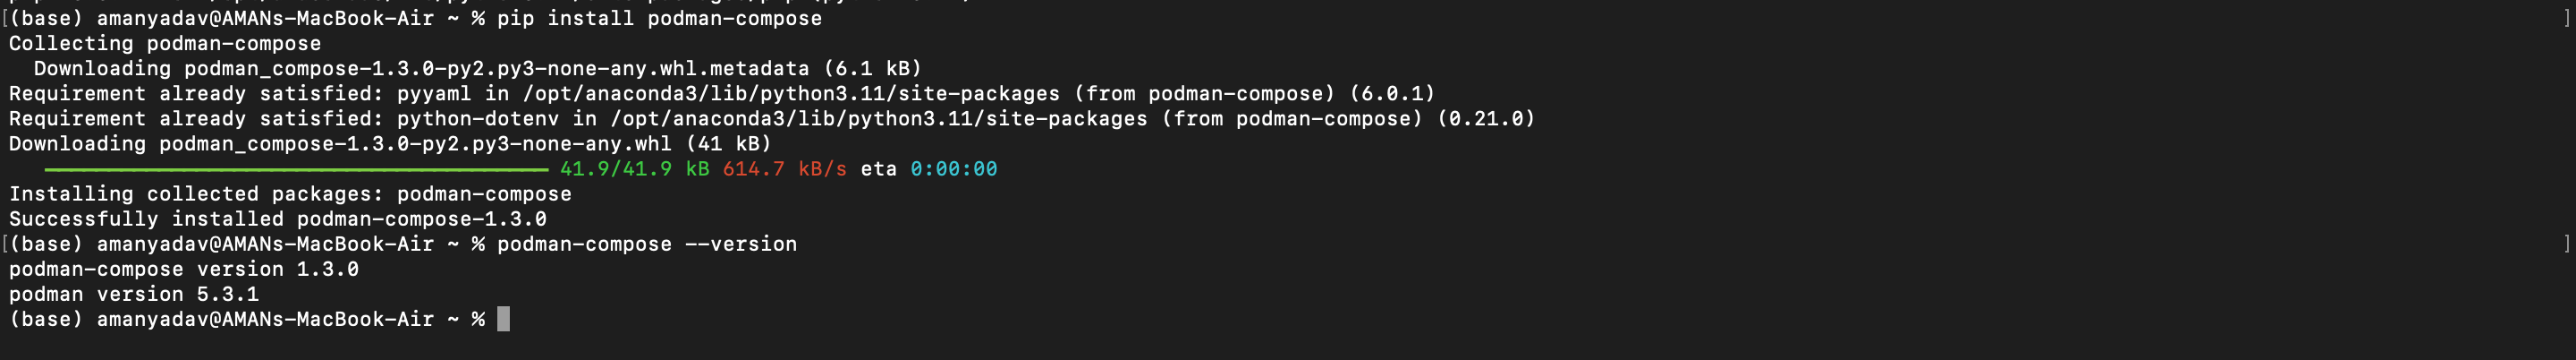 [(base) amanyadav@AMANs-MacBook-Air ~ % pip install podman-compose ]
Collecting podman-compose
  Downloading podman_compose-1.3.0-py2.py3-none-any.whl.metadata (6.1 kB)
Requirement already satisfied: pyyaml in /opt/anaconda3/lib/python3.11/site-packages (from podman-compose) (6.0.1)
Requirement already satisfied: python-dotenv in /opt/anaconda3/lib/python3.11/site-packages (from podman-compose) (0.21.0)
Downloading podman_compose-1.3.0-py2.py3-none-any.whl (41 kB)
41.9/41.9 kB 614.7 kB/s eta 0:00:00
Installing collected packages: podman-compose
Successfully installed podman-compose-1.3.0
[(base) amanyadav@AMANs-MacBook-Air ~ % podman-compose --version ]
podman-compose version 1.3.0
podman version 5.3.1
(base) amanyadav@AMANs-MacBook-Air ~ %